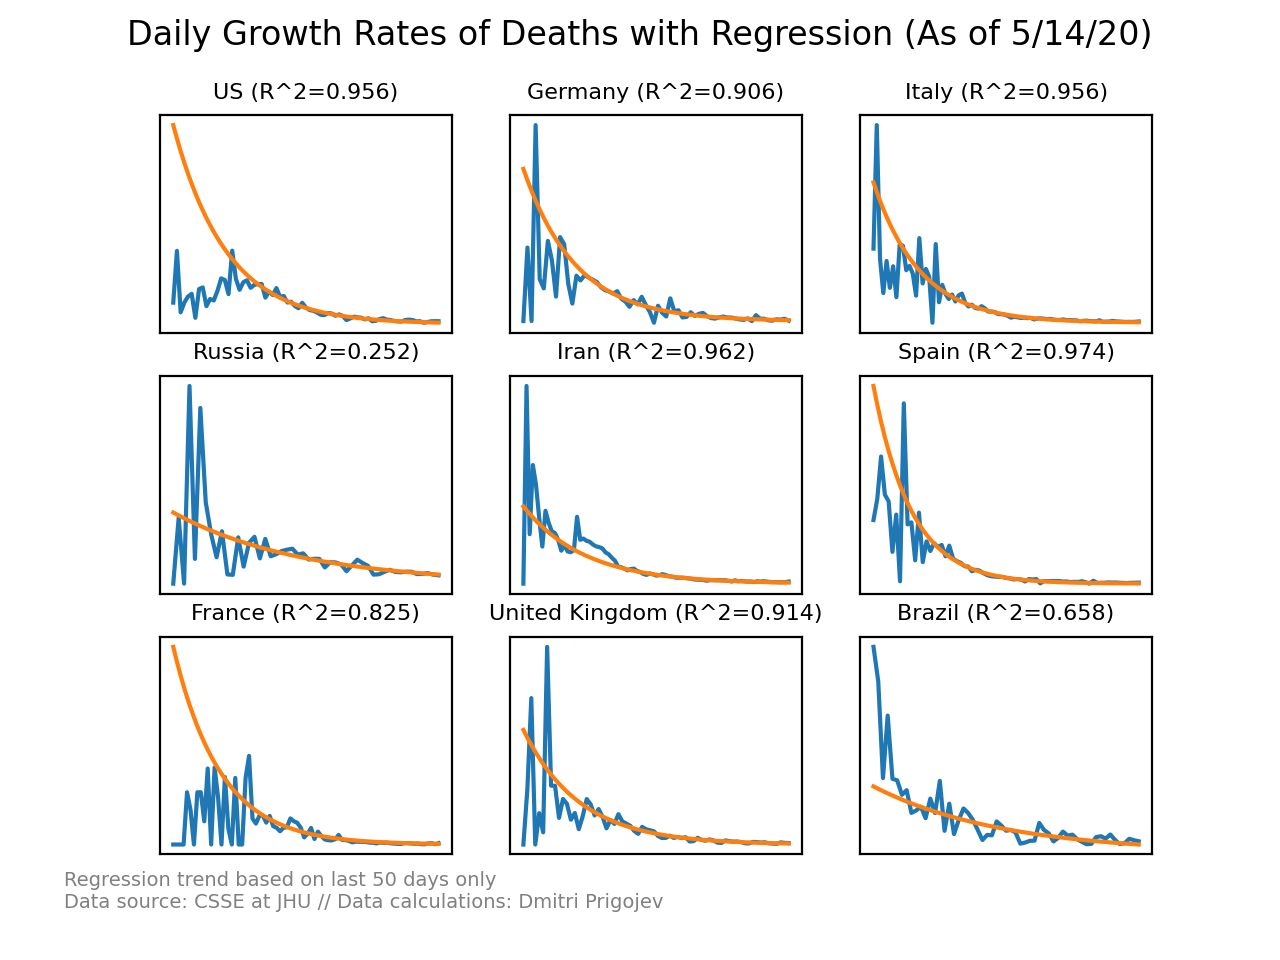 Daily Growth Rates of Deaths with Regression (As of 5/14/20)
US (R^2=0.956)
Germany (R^2=0.906)
Italy (R^2=0.956)
Russia (R^2=0.252)
Iran (R^2=0.962)
Spain (R^2=0.974)
France (R^2=0.825)
United Kingdom (R^2=0.914)
Brazil (R^2=0.658)
Regression trend based on last 50 days only
Data source: CSSE at JHU // Data calculations: Dmitri Prigojev